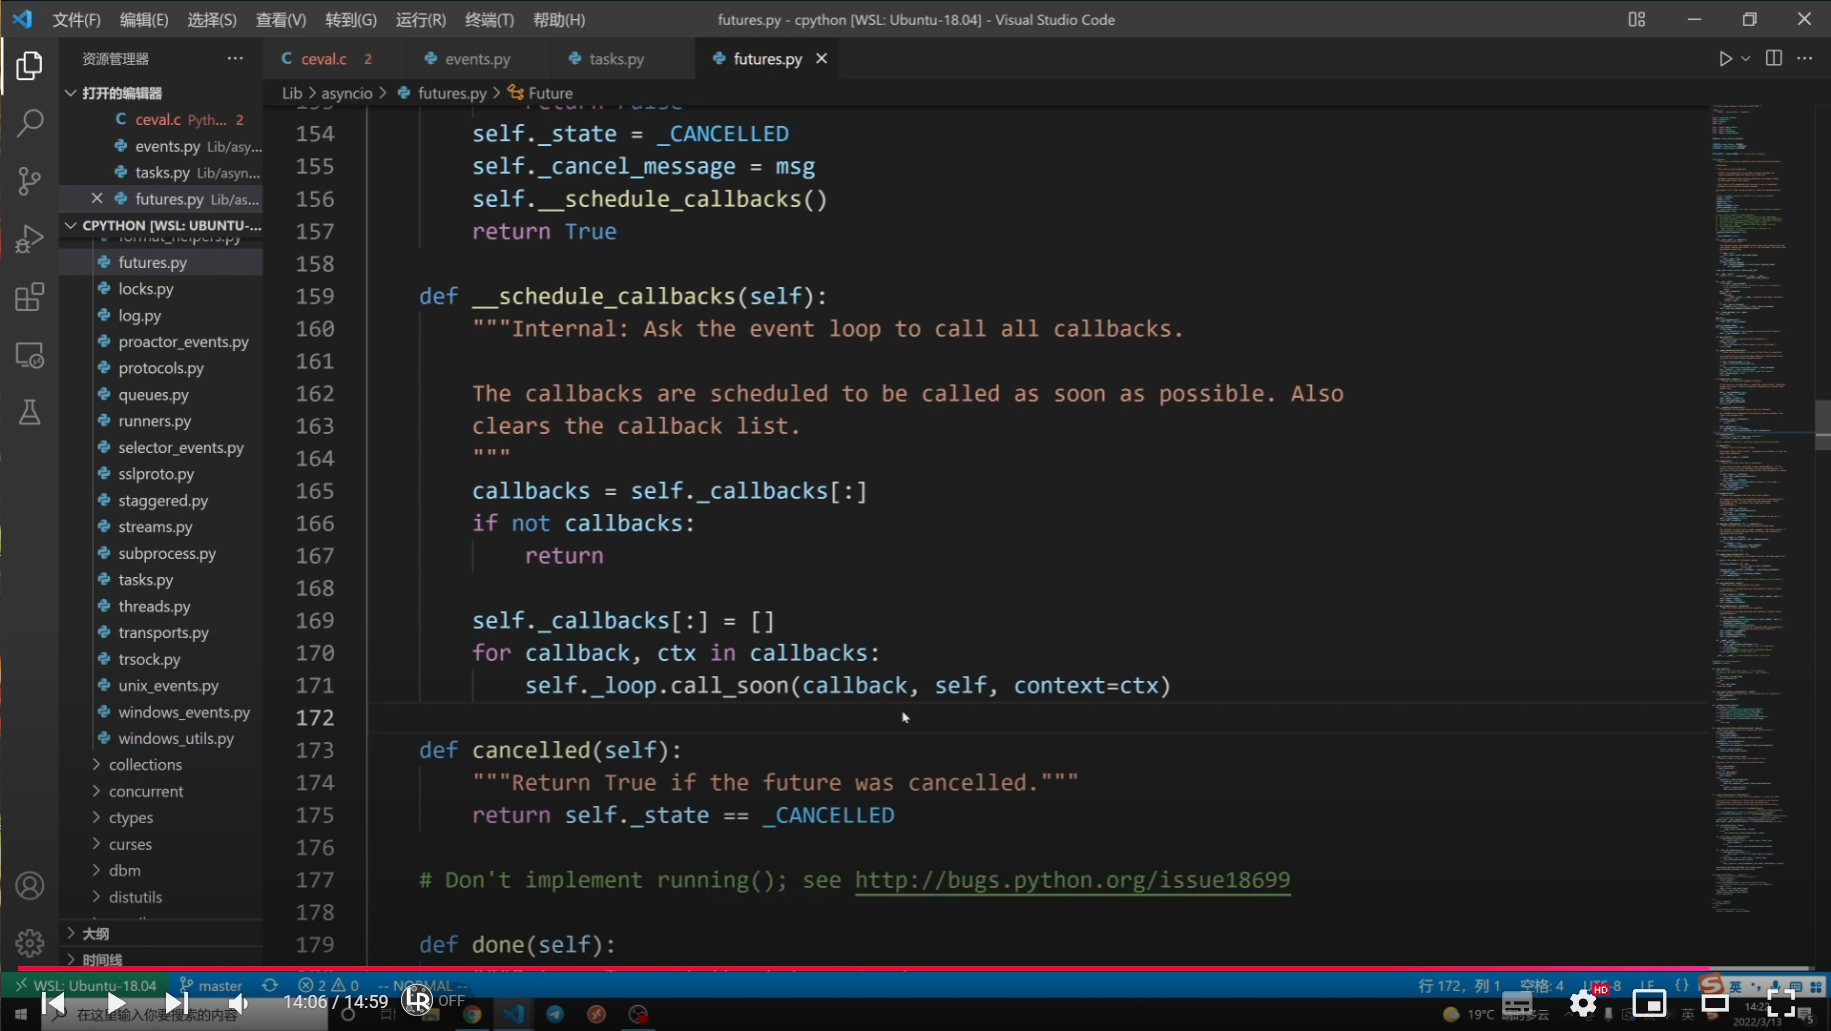 文件(F) 编辑(E) 选择(S) 查看(V) 转到(G) 运行(R) 终端(T) 帮助(H)
futures.py - cpython [WSL: Ubuntu-18.04] - Visual Studio Code
资源管理器
C ceval.c 2
events.py
tasks.py
futures.py
打开的编辑器
C ceval.c Pyth... 2
events.py Lib/asy...
tasks.py Lib/asyn...
futures.py Lib/as...
CPYTHON [WSL: UBUNTU-...
format_helpers.py
futures.py
locks.py
log.py
proactor_events.py
protocols.py
queues.py
runners.py
selector_events.py
sslproto.py
staggered.py
streams.py
subprocess.py
tasks.py
threads.py
transports.py
trsock.py
unix_events.py
windows_events.py
windows_utils.py
collections
concurrent
ctypes
curses
dbm
distutils
大纲
时间线
Lib > asyncio > futures.py > Future
153 return False
154 self._state = _CANCELLED
155 self._cancel_message = msg
156 self.__schedule_callbacks()
157 return True
158
159 def __schedule_callbacks(self):
160 """Internal: Ask the event loop to call all callbacks.
161
162 The callbacks are scheduled to be called as soon as possible. Also
163 clears the callback list.
164 """
165 callbacks = self._callbacks[:]
166 if not callbacks:
167 return
168
169 self._callbacks[:] = []
170 for callback, ctx in callbacks:
171 self._loop.call_soon(callback, self, context=ctx)
172
173 def cancelled(self):
174 """Return True if the future was cancelled."""
175 return self._state == _CANCELLED
176
177 # Don't implement running(); see http://bugs.python.org/issue18699
178
179 def done(self):
WSL: Ubuntu-18.04 master 2 0 -- NORMAL --
行 172，列 1 空格: 4 UTF-8 LF {}
14:06 / 14:59 LR OFF
HD
在这里输入你要搜索的内容
19°C
英
2022/3/13